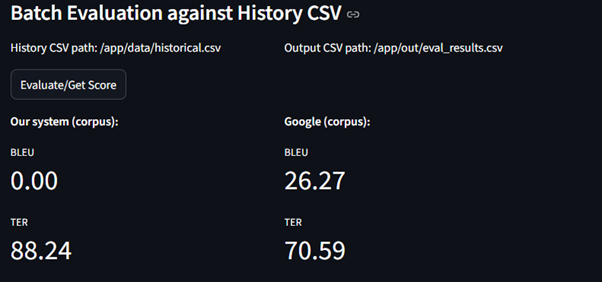 Batch Evaluation against History CSV
History CSV path: /app/data/historical.csv
Output CSV path: /app/out/eval_results.csv
Evaluate/Get Score
Our system (corpus):
Google (corpus):
BLEU
BLEU
0.00
26.27
TER
TER
88.24
70.59